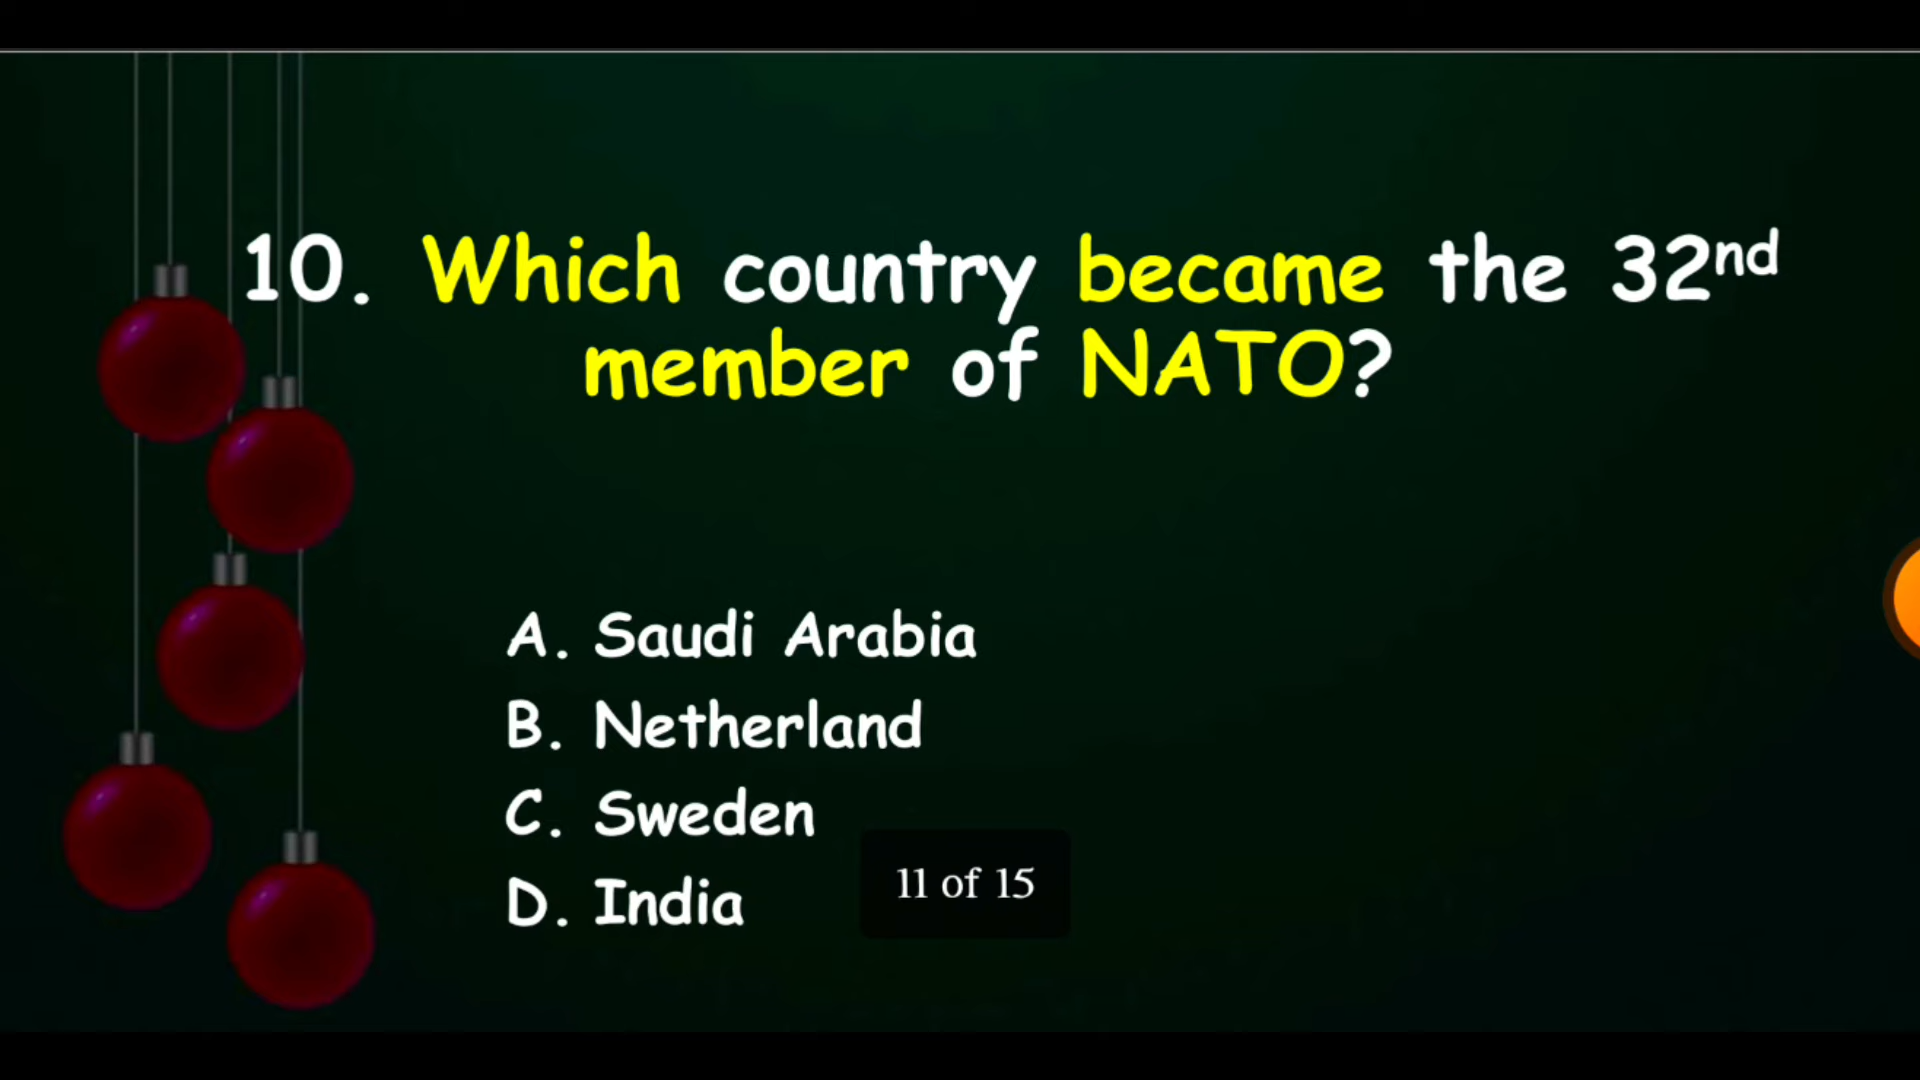 10. Which country became the 32nd
member of NATO?
A. Saudi Arabia
B. Netherland
C. Sweden
D. India
11 of 15